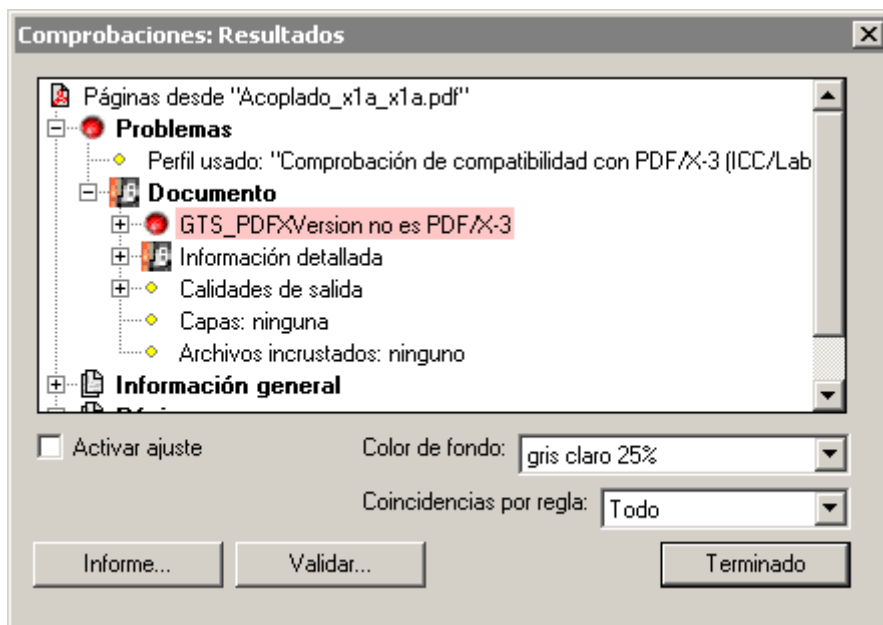 Comprobaciones: Resultados
Páginas desde "Acoplado_x1a_x1a.pdf"
Problemas
Perfil usado: "Comprobación de compatibilidad con PDF/X-3 (ICC/Lab
Documento
GTS_PDFXVersion no es PDF/X-3
Información detallada
Calidades de salida
Capas: ninguna
Archivos incrustados: ninguno
Información general
Activar ajuste
Color de fondo: gris claro 25%
Coincidencias por regla: Todo
Informe... Validar... Terminado